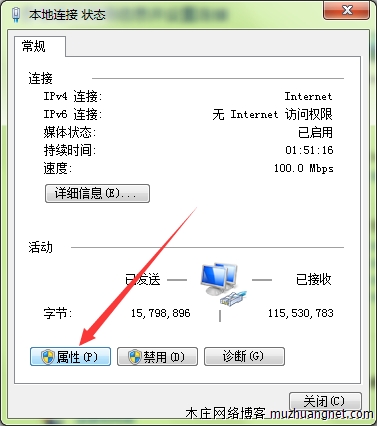 本地连接 状态
常规
连接
IPv4 连接: Internet
IPv6 连接: 无 Internet 访问权限
媒体状态: 已启用
持续时间: 01:51:16
速度: 100.0 Mbps
详细信息(E)...
活动
已发送 — — 已接收
字节: 15,798,896 | 115,530,783
属性(P) 禁用(D) 诊断(G)
关闭(C)
木庄网络博客 muzhuangnet.com